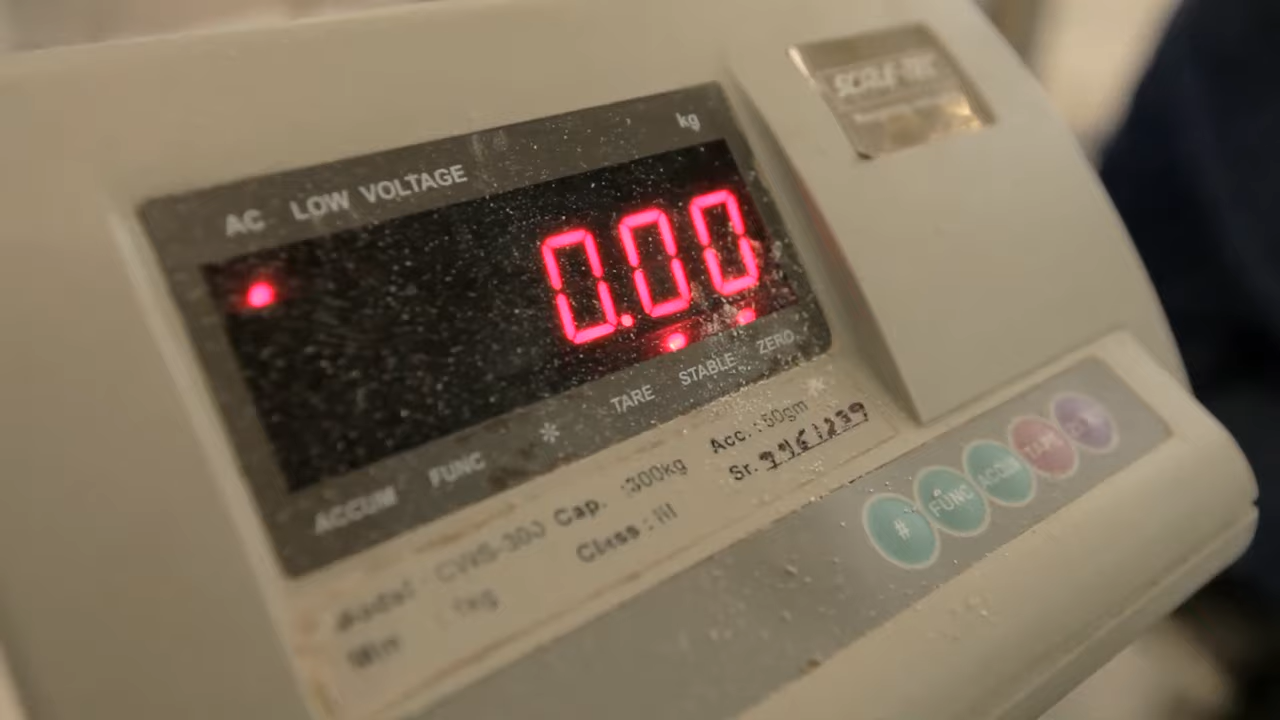 SCALE-TEC
kg
AC LOW VOLTAGE
0.00
TARE STABLE ZERO
ACCUM FUNC
Model : CWS-300 Cap. :300kg Acc. : 50gm
Min : 1kg Class : III Sr. 9961239
# FUNC ACCUM TARE